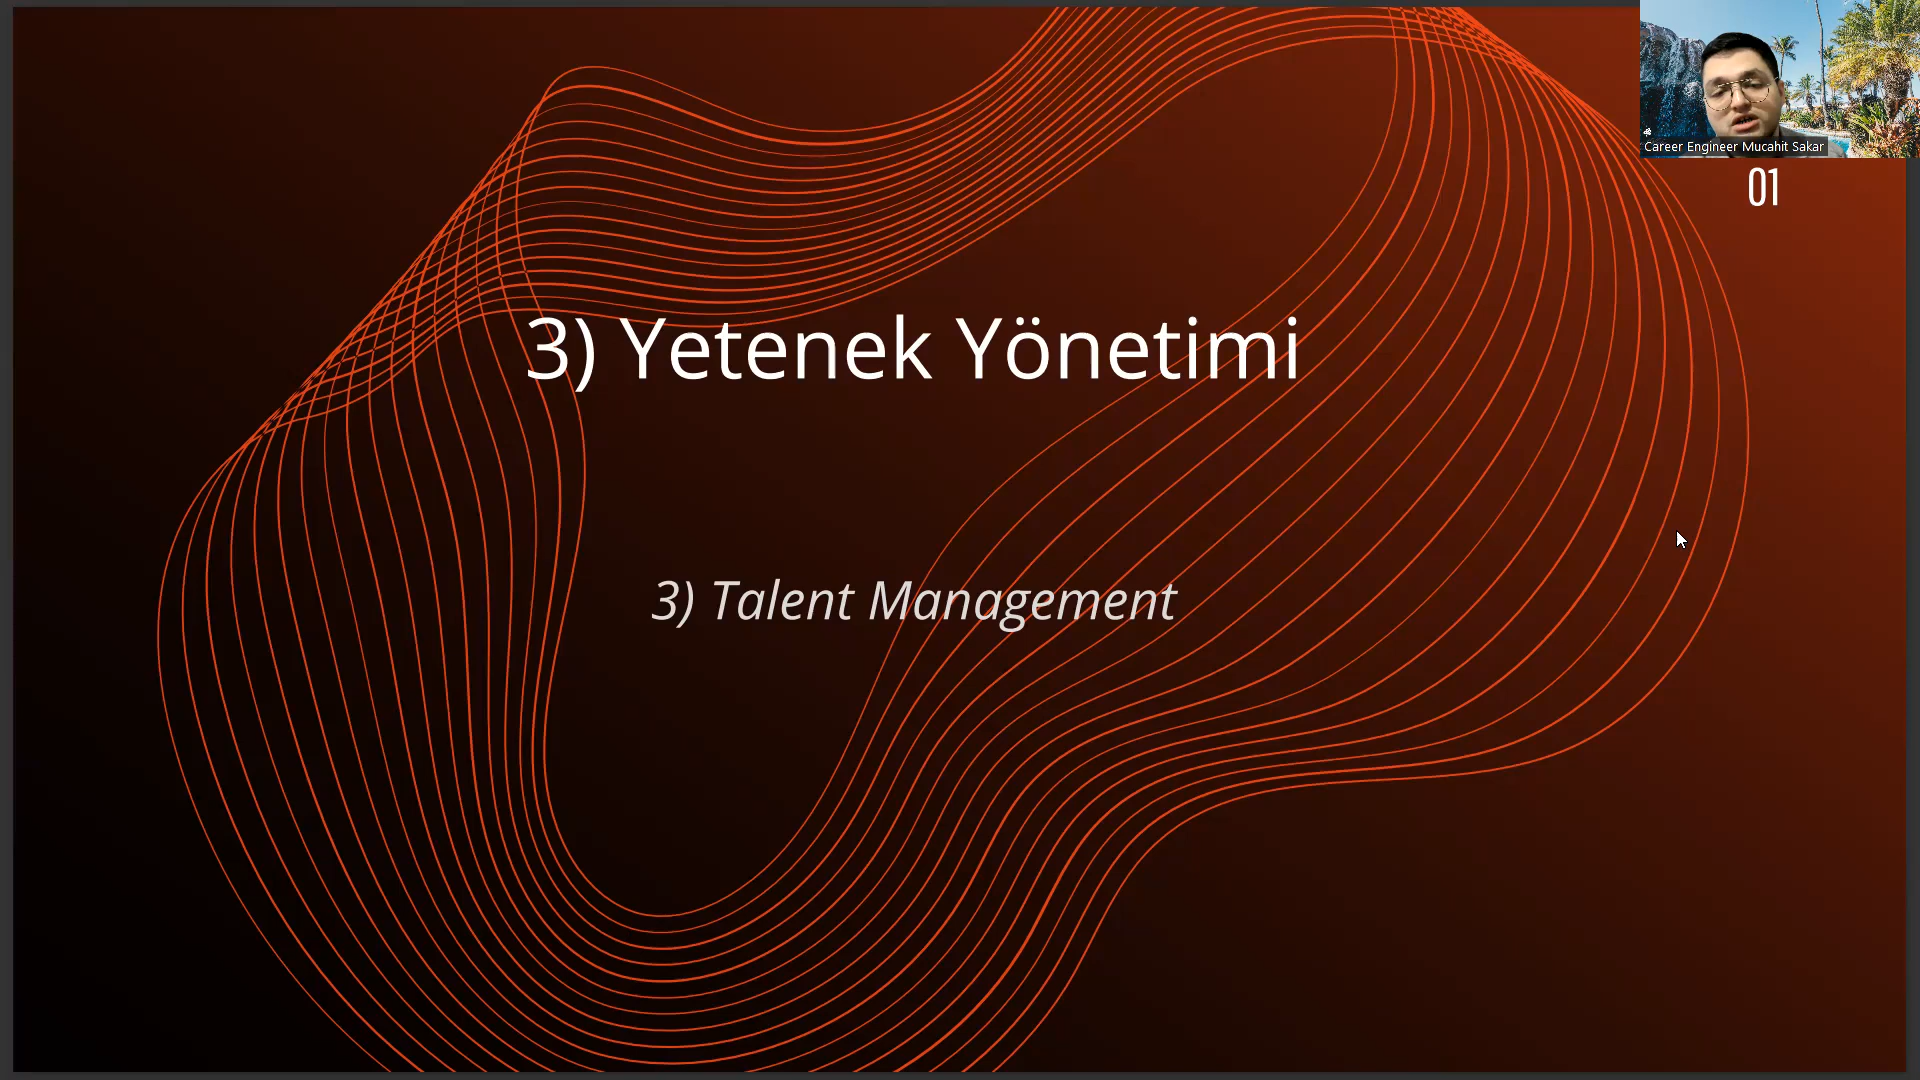 Career Engineer Mucahit Sakar
01
3) Yetenek Yönetimi
3) Talent Management